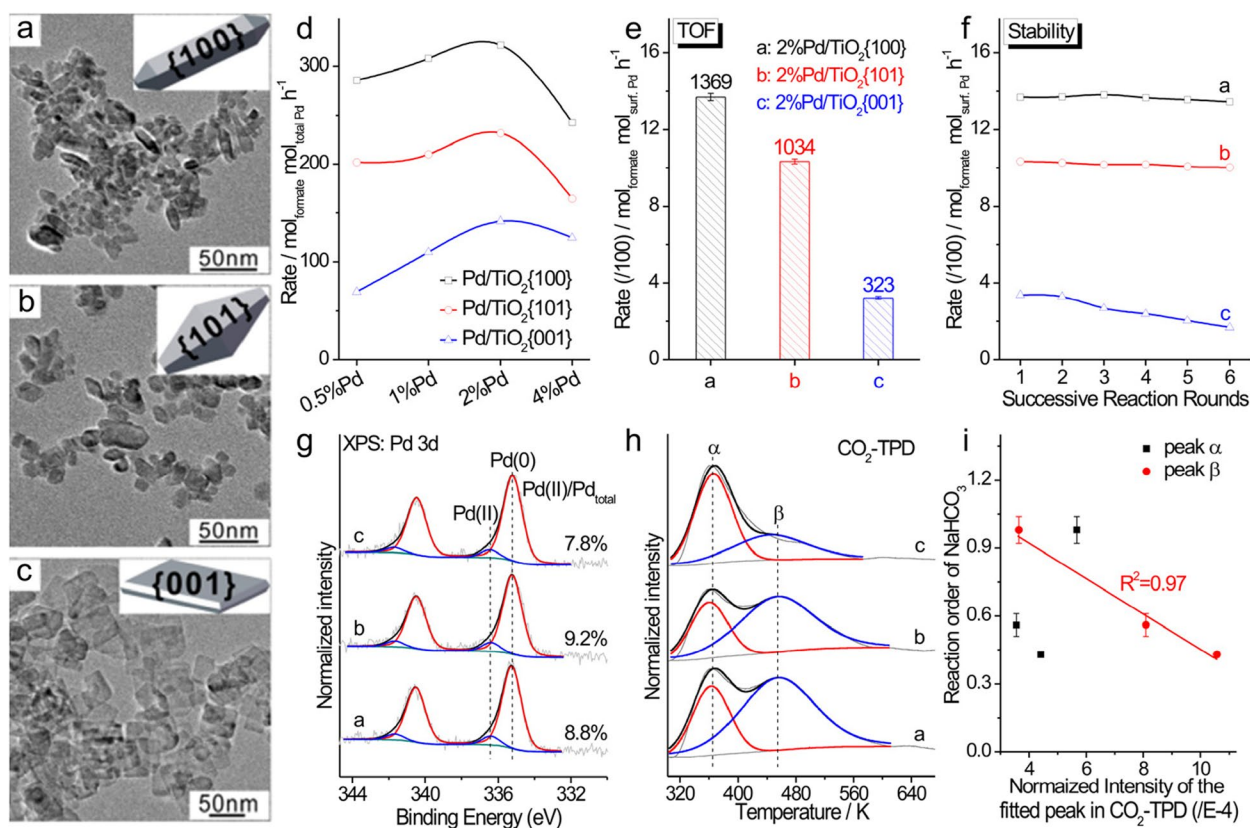 a
{100}
50nm
b
{101}
50nm
c
{001}
50nm
d
Rate / mol_formate mol_total Pd h⁻¹
300
200
100
0
Pd/TiO₂{100}
Pd/TiO₂{101}
Pd/TiO₂{001}
0.5%Pd
1%Pd
2%Pd
4%Pd
e
TOF
a: 2%Pd/TiO₂{100}
b: 2%Pd/TiO₂{101}
c: 2%Pd/TiO₂{001}
Rate (/100) / mol_formate mol_surf. Pd h⁻¹
16
12
8
4
0
1369
1034
323
a
b
c
f
Stability
Rate (/100) / mol_formate mol_surf. Pd h⁻¹
16
12
8
4
0
a
b
c
1 2 3 4 5 6
Successive Reaction Rounds
g
XPS: Pd 3d
Pd(0)
Pd(II)/Pd_total
Pd(II)
c
7.8%
b
9.2%
a
8.8%
Normalized intensity
344 340 336 332
Binding Energy (eV)
h
α
CO₂-TPD
β
c
b
a
Normalized intensity
320 400 480 560 640
Temperature / K
i
peak α
peak β
R²=0.97
Reaction order of NaHCO₃
1.2
0.9
0.6
0.3
0.0
4 6 8 10
Normaized Intensity of the
fitted peak in CO₂-TPD (/E-4)